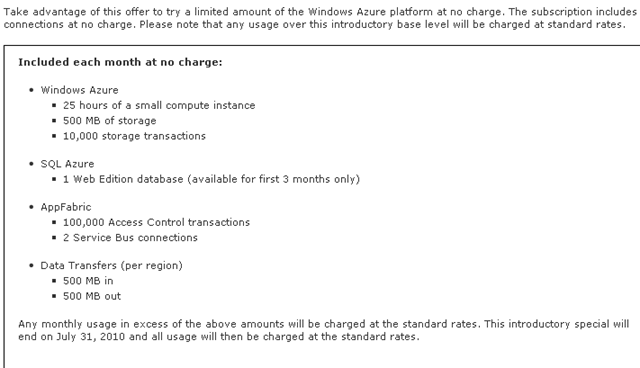 Take advantage of this offer to try a limited amount of the Windows Azure platform at no charge. The subscription includes
connections at no charge. Please note that any usage over this introductory base level will be charged at standard rates.
Included each month at no charge:
Windows Azure
25 hours of a small compute instance
500 MB of storage
10,000 storage transactions
SQL Azure
1 Web Edition database (available for first 3 months only)
AppFabric
100,000 Access Control transactions
2 Service Bus connections
Data Transfers (per region)
500 MB in
500 MB out
Any monthly usage in excess of the above amounts will be charged at the standard rates. This introductory special will
end on July 31, 2010 and all usage will then be charged at the standard rates.